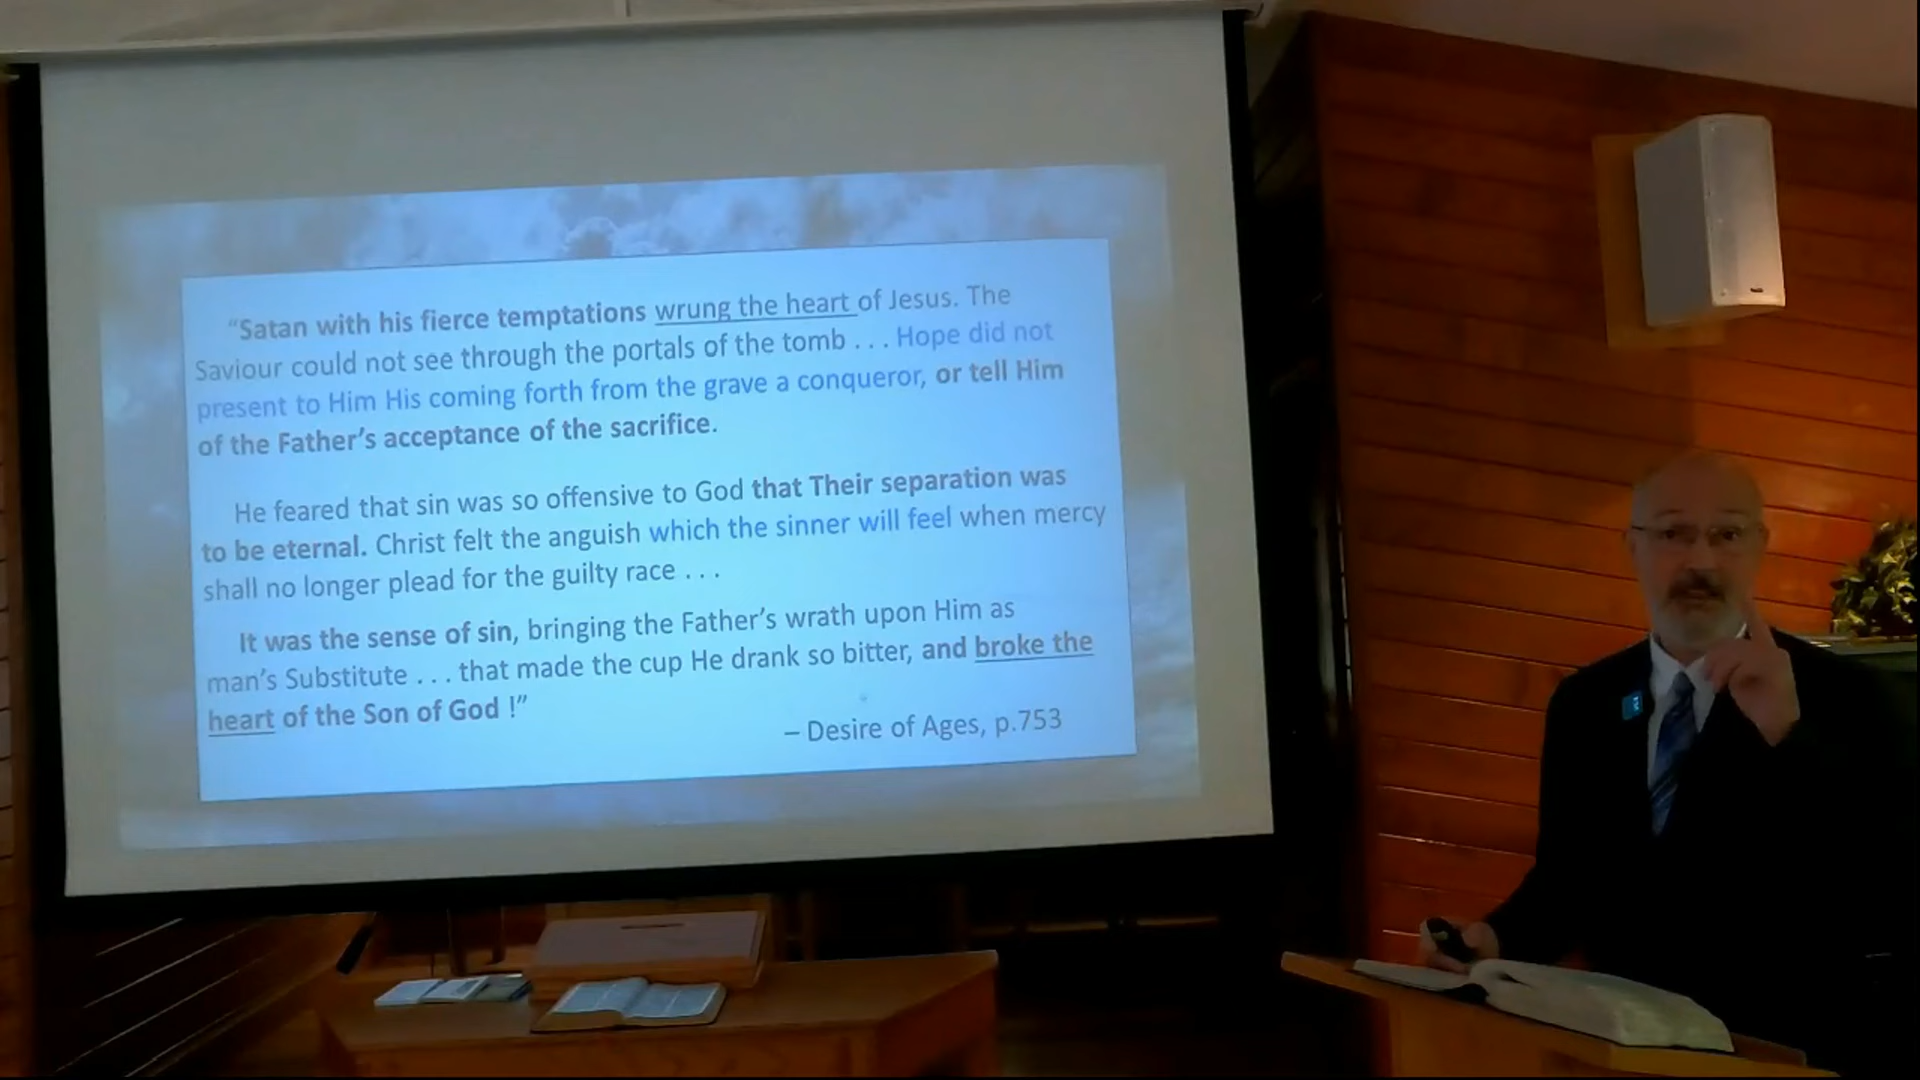 “Satan with his fierce temptations wrung the heart of Jesus. The
Saviour could not see through the portals of the tomb . . . Hope did not
present to Him His coming forth from the grave a conqueror, or tell Him
of the Father’s acceptance of the sacrifice.
He feared that sin was so offensive to God that Their separation was
to be eternal. Christ felt the anguish which the sinner will feel when mercy
shall no longer plead for the guilty race . . .
It was the sense of sin, bringing the Father’s wrath upon Him as
man’s Substitute . . . that made the cup He drank so bitter, and broke the
heart of the Son of God !”
– Desire of Ages, p.753